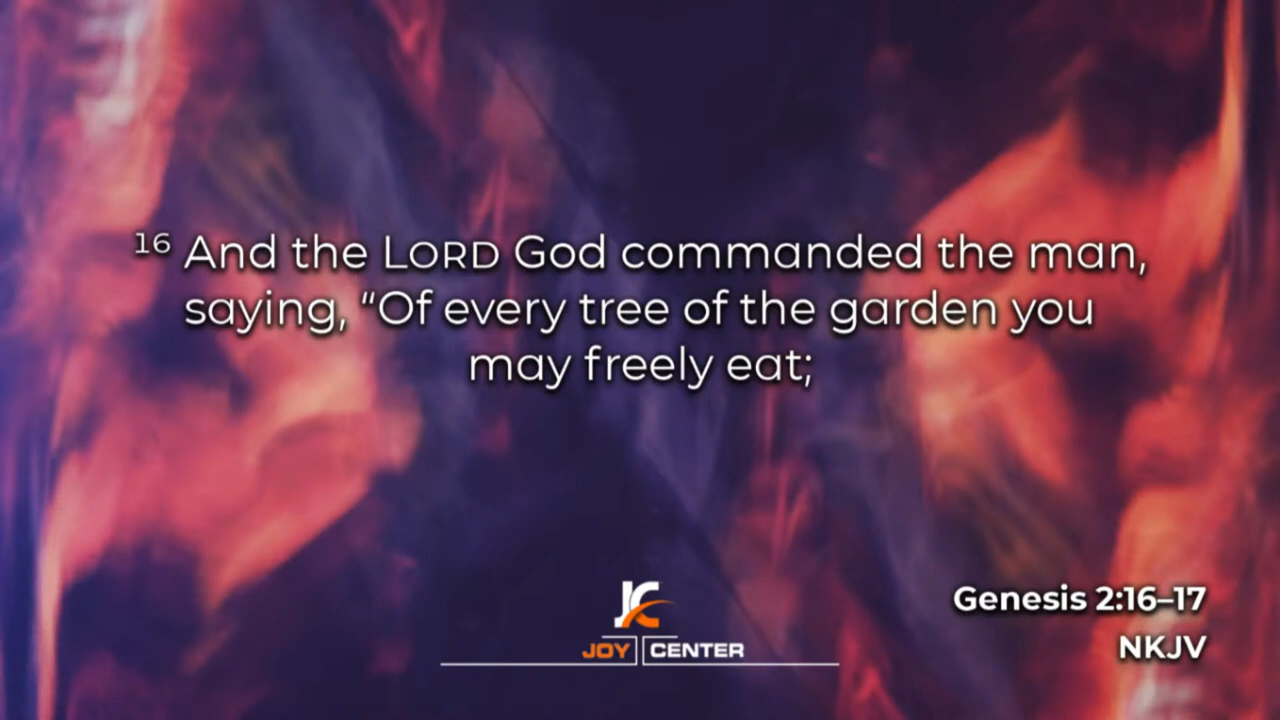 ¹⁶ And the LORD God commanded the man,
saying, “Of every tree of the garden you
may freely eat;
JC
JOY CENTER
Genesis 2:16–17
NKJV